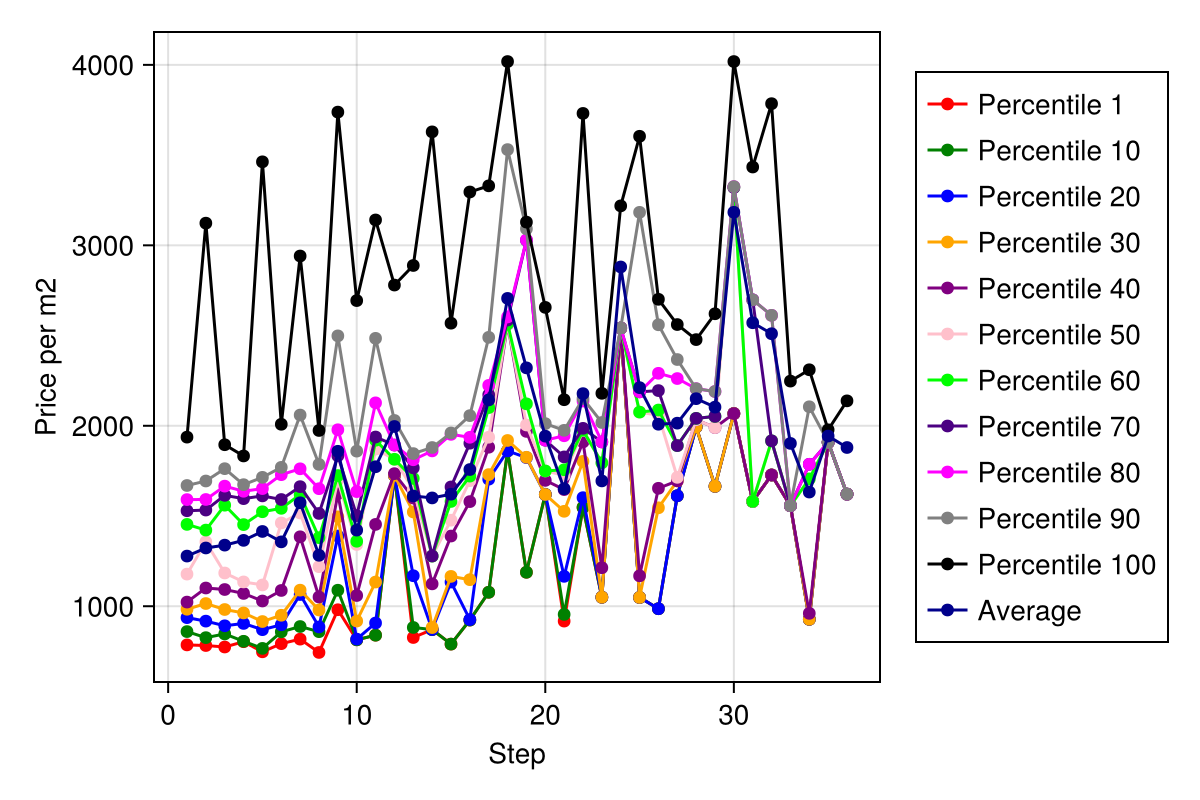 4000
3000
2000
1000
Price per m2
0 10 20 30
Step
Percentile 1
Percentile 10
Percentile 20
Percentile 30
Percentile 40
Percentile 50
Percentile 60
Percentile 70
Percentile 80
Percentile 90
Percentile 100
Average